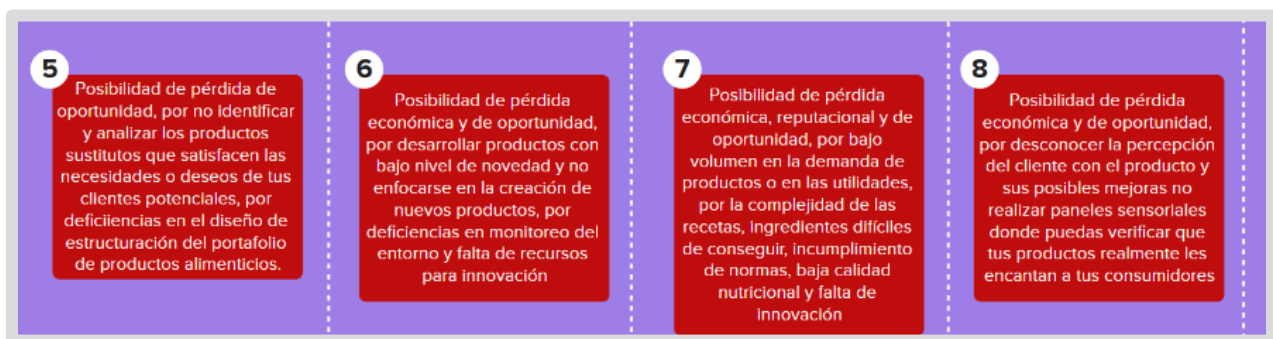 5
Posibilidad de pérdida de
oportunidad, por no identificar
y analizar los productos
sustitutos que satisfacen las
necesidades o deseos de tus
clientes potenciales, por
deficiiencias en el diseño de
estructuración del portafolio
de productos alimenticios.
6
Posibilidad de pérdida
económica y de oportunidad,
por desarrollar productos con
bajo nivel de novedad y no
enfocarse en la creación de
nuevos productos, por
deficiencias en monitoreo del
entorno y falta de recursos
para innovación
7
Posibilidad de pérdida
económica, reputacional y de
oportunidad, por bajo
volumen en la demanda de
productos o en las utilidades,
por la complejidad de las
recetas, ingredientes difíciles
de conseguir, incumplimiento
de normas, baja calidad
nutricional y falta de
innovación
8
Posibilidad de pérdida
económica y de oportunidad,
por desconocer la percepción
del cliente con el producto y
sus posibles mejoras no
realizar paneles sensoriales
donde puedas verificar que
tus productos realmente les
encantan a tus consumidores